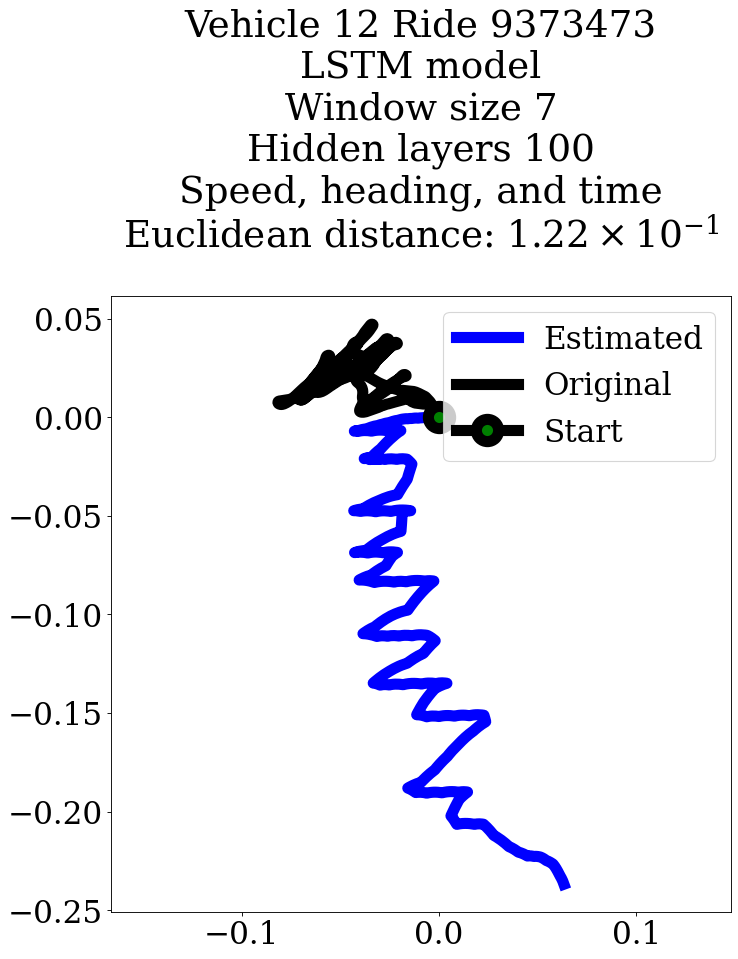 Vehicle 12 Ride 9373473
LSTM model
Window size 7
Hidden layers 100
Speed, heading, and time
Euclidean distance: 1.22 × 10⁻¹
Estimated
Original
Start
0.05
0.00
−0.05
−0.10
−0.15
−0.20
−0.25
−0.1
0.0
0.1